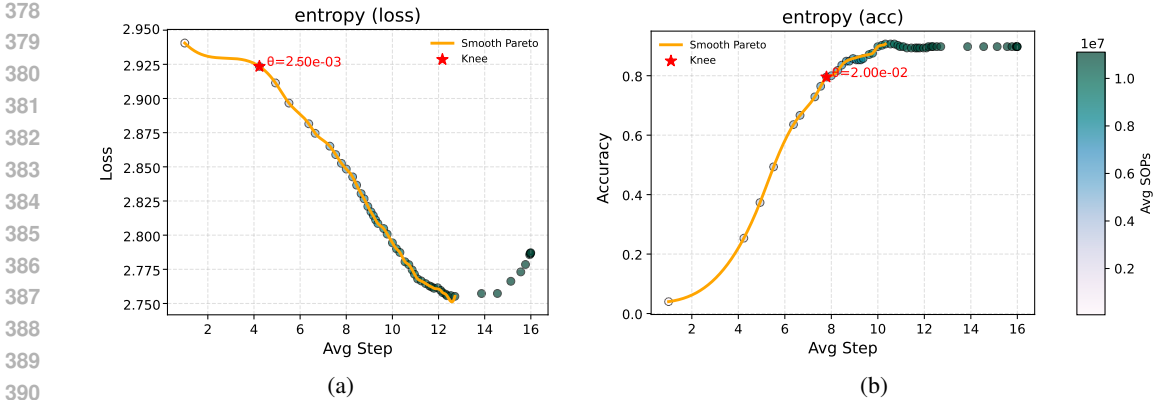 378
379
380
381
382
383
384
385
386
387
388
389
390
entropy (loss)
2.950
2.925
2.900
2.875
2.850
2.825
2.800
2.775
2.750
Loss
Smooth Pareto
Knee
θ=2.50e-03
2 4 6 8 10 12 14 16
Avg Step
(a)
entropy (acc)
0.8
0.6
0.4
0.2
0.0
Accuracy
Smooth Pareto
Knee
θ=2.00e-02
2 4 6 8 10 12 14 16
Avg Step
(b)
1e7
1.0
0.8
0.6
0.4
0.2
Avg SOPs